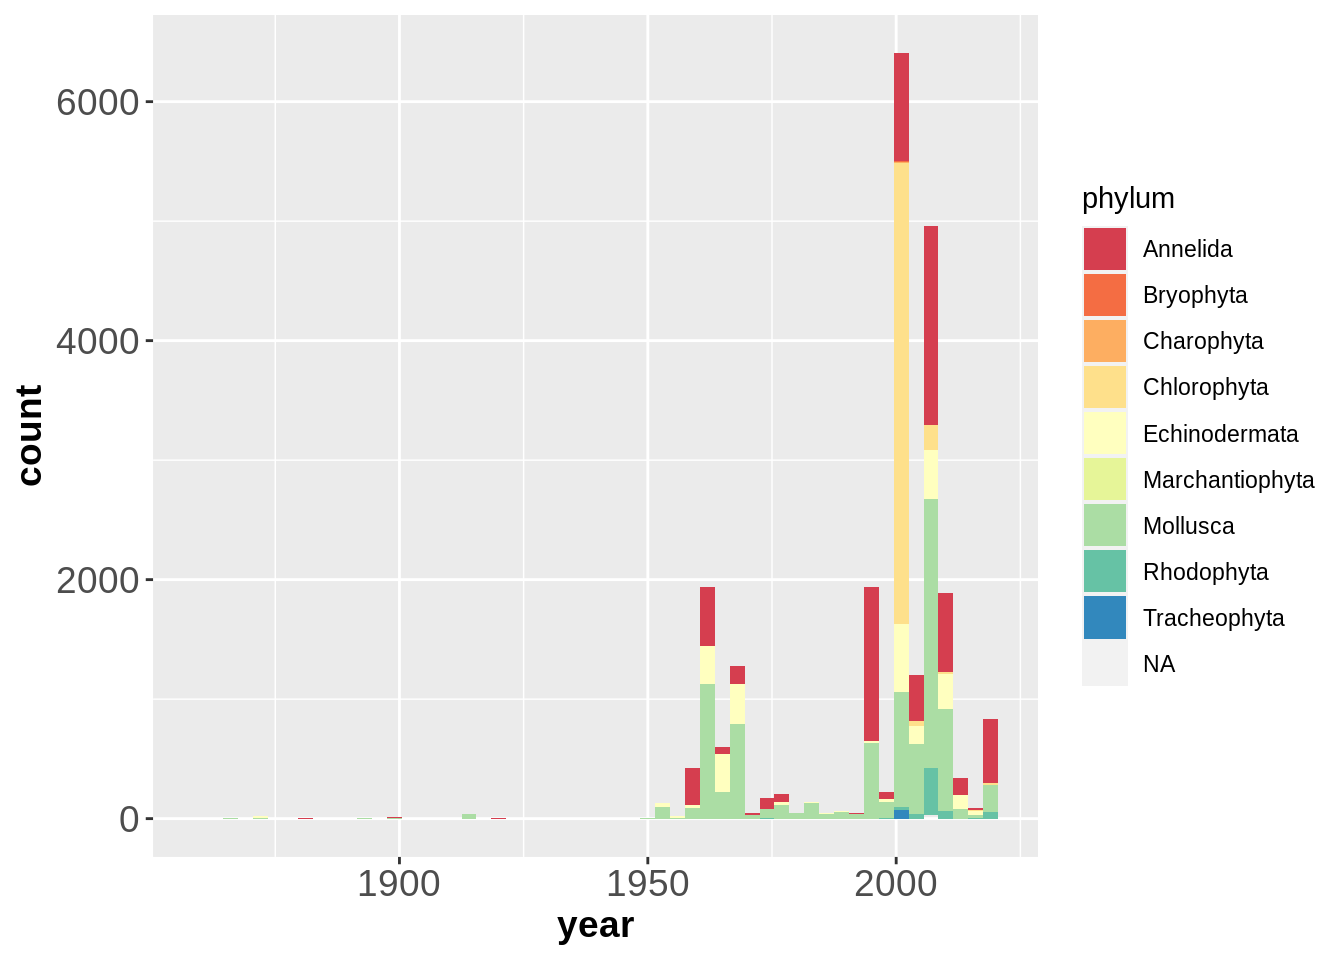 6000
4000
2000
0
count
1900 1950 2000
year
phylum
Annelida
Bryophyta
Charophyta
Chlorophyta
Echinodermata
Marchantiophyta
Mollusca
Rhodophyta
Tracheophyta
NA